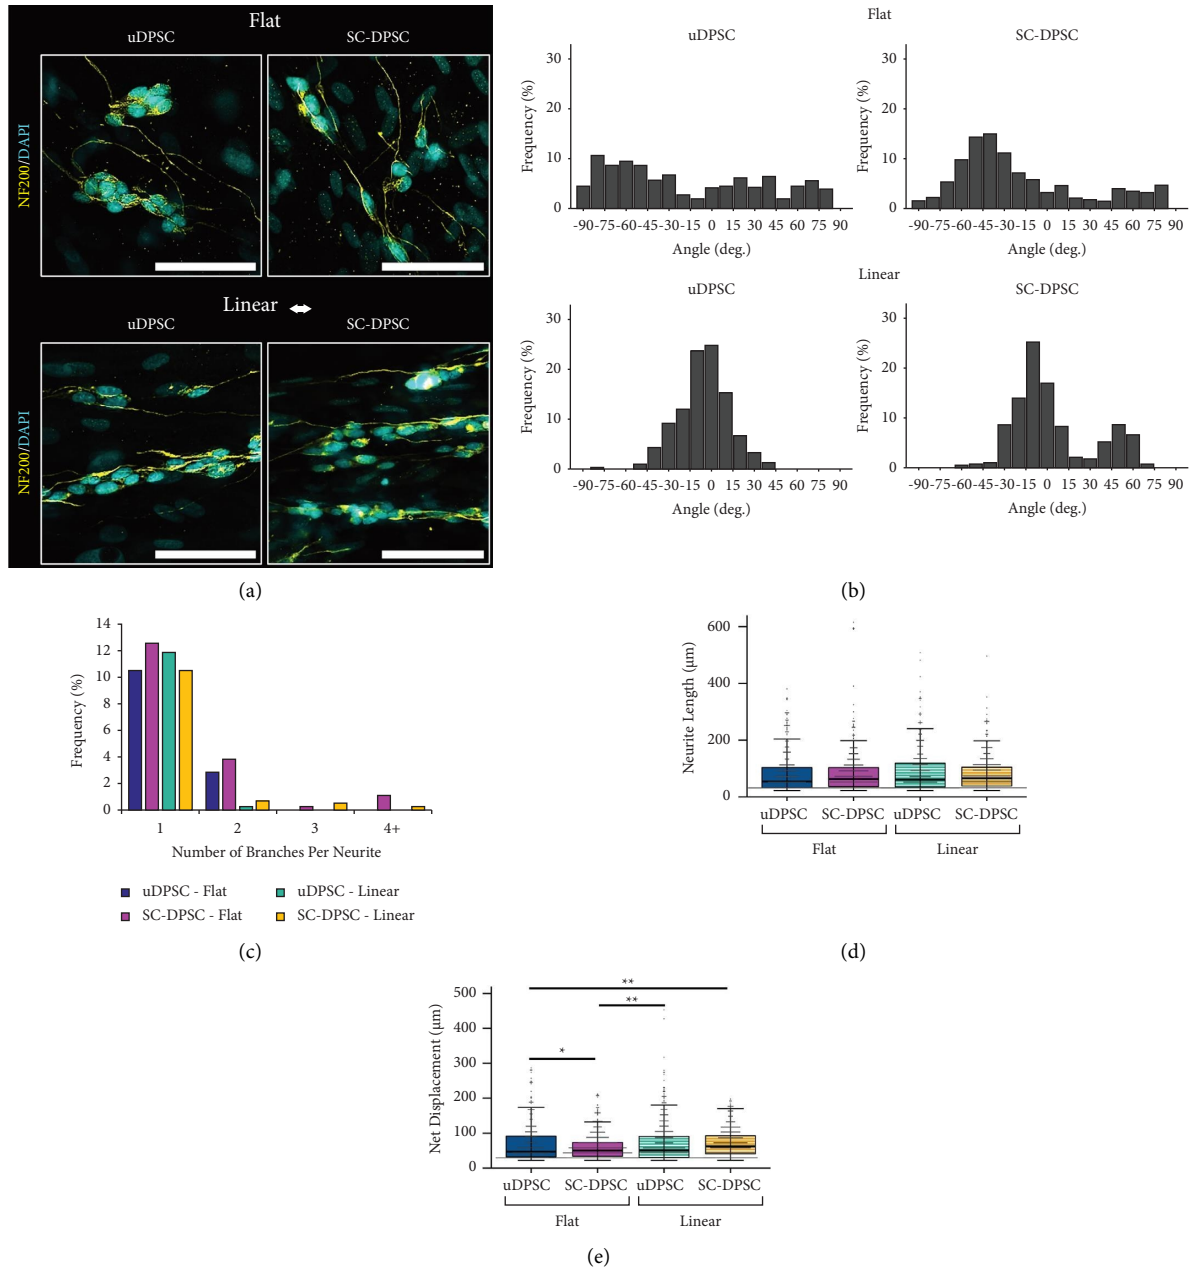 Flat
uDPSC SC-DPSC
NF200/DAPI
Linear
uDPSC SC-DPSC
NF200/DAPI
(a)
Flat
uDPSC SC-DPSC
Frequency (%)
30
20
10
0
-90-75-60-45-30-15 0 15 30 45 60 75 90
Angle (deg.)
Frequency (%)
30
20
10
0
-90-75-60-45-30-15 0 15 30 45 60 75 90
Angle (deg.)
Linear
uDPSC SC-DPSC
Frequency (%)
30
20
10
0
-90-75-60-45-30-15 0 15 30 45 60 75 90
Angle (deg.)
Frequency (%)
30
20
10
0
-90-75-60-45-30-15 0 15 30 45 60 75 90
Angle (deg.)
(b)
Frequency (%)
14
12
10
8
6
4
2
0
1 2 3 4+
Number of Branches Per Neurite
uDPSC - Flat uDPSC - Linear
SC-DPSC - Flat SC-DPSC - Linear
(c)
Neurite Length (μm)
600
400
200
0
uDPSC SC-DPSC uDPSC SC-DPSC
Flat Linear
(d)
Net Displacement (μm)
500
400
300
200
100
0
**
**
*
uDPSC SC-DPSC uDPSC SC-DPSC
Flat Linear
(e)